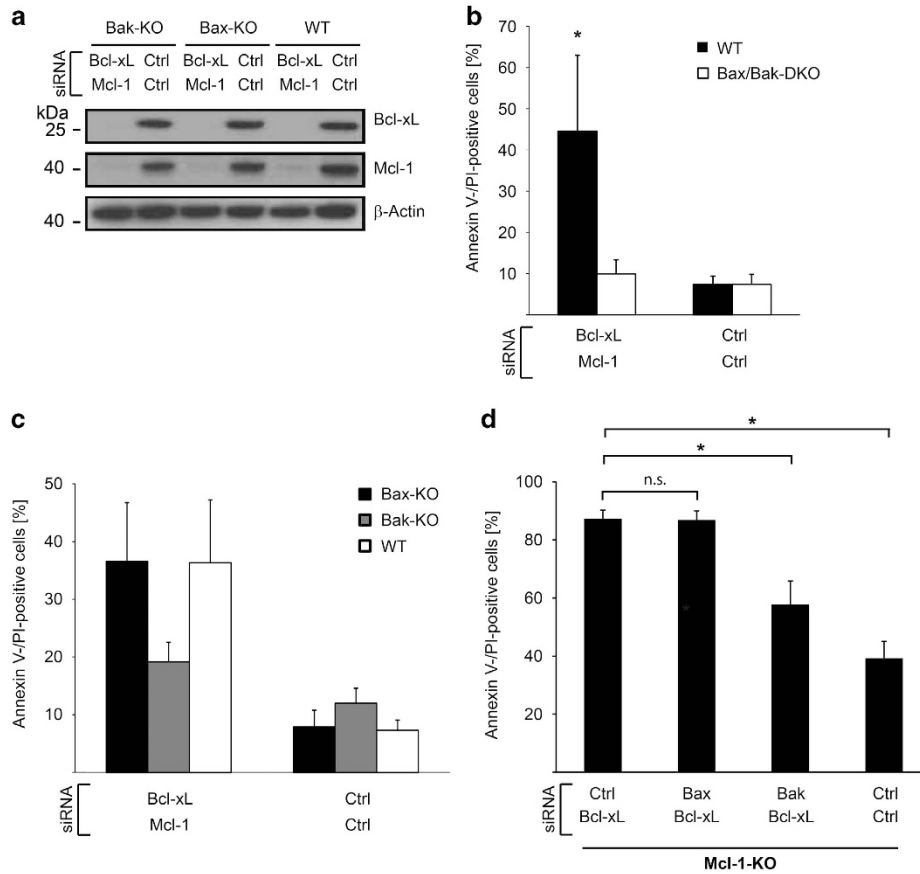 a
Bak-KO Bax-KO WT
siRNA
Bcl-xL Ctrl Bcl-xL Ctrl Bcl-xL Ctrl
Mcl-1 Ctrl Mcl-1 Ctrl Mcl-1 Ctrl
kDa
25
Bcl-xL
40
Mcl-1
40
β-Actin
b
Annexin V-/PI-positive cells [%]
70
60
50
40
30
20
10
*
WT
Bax/Bak-DKO
siRNA
Bcl-xL Ctrl
Mcl-1 Ctrl
c
Annexin V-/PI-positive cells [%]
50
40
30
20
10
Bax-KO
Bak-KO
WT
siRNA
Bcl-xL Ctrl
Mcl-1 Ctrl
d
Annexin V-/PI-positive cells [%]
100
80
60
40
20
*
*
n.s.
*
siRNA
Ctrl Bax Bak Ctrl
Bcl-xL Bcl-xL Bcl-xL Ctrl
Mcl-1-KO